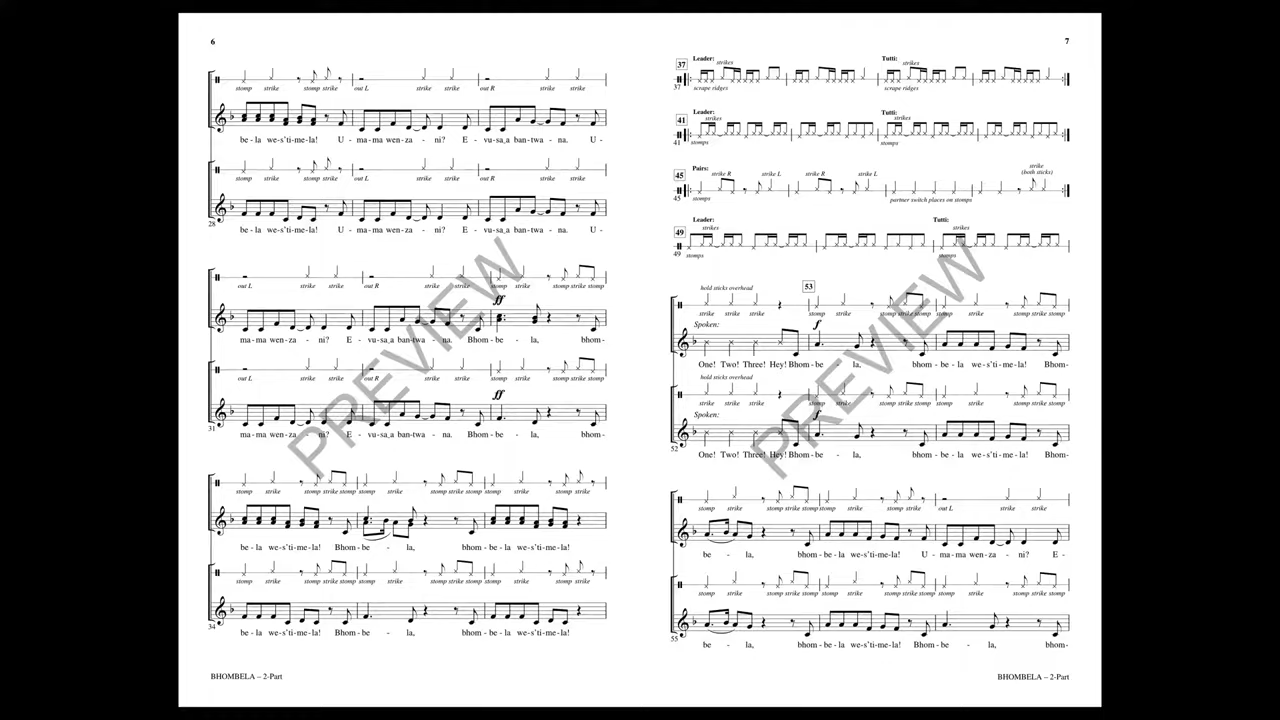 6
stomp strike stomp strike out L strike strike out R strike strike
be - la we-s'ti-me-la! U - ma-ma wen-za - ni? E - vu-sa a ban-twa - na. U -
stomp strike stomp strike out L strike strike out R strike strike
28
be - la we-s'ti-me-la! U - ma-ma wen-za - ni? E - vu-sa a ban-twa - na. U -
out L strike strike out R strike strike stomp strike stomp strike stomp
ff
ma-ma wen-za - ni? E - vu-sa a ban-twa - na. Bhom - be - la, bhom -
out L strike strike out R strike strike stomp strike stomp strike stomp
ff
31
ma-ma wen-za - ni? E - vu-sa a ban-twa - na. Bhom - be - la, bhom -
stomp strike stomp strike stomp stomp strike stomp strike stomp stomp strike stomp strike
be - la we-s'ti-me-la! Bhom - be - la, bhom - be - la we-s'ti-me-la!
stomp strike stomp strike stomp stomp strike stomp strike stomp stomp strike stomp strike
34
be - la we-s'ti-me-la! Bhom - be - la, bhom - be - la we-s'ti-me-la!
BHOMBELA – 2-Part
PREVIEW
7
Leader: Tutti:
37 strikes strikes
37 scrape ridges scrape ridges
Leader: Tutti:
41 strikes strikes
41 stomps stomps
Pairs: strike R strike L strike R strike L strike (both sticks)
45
45 stomps partner switch places on stomps
Leader: Tutti:
49 strikes strikes
49 stomps stomps
hold sticks overhead 53
strike strike strike stomp strike stomp strike stomp strike stomp strike stomp
Spoken: f
One! Two! Three! Hey! Bhom - be - la, bhom - be - la we-s'ti-me-la! Bhom-
hold sticks overhead
strike strike strike stomp strike stomp strike stomp strike stomp strike stomp
Spoken: f
52
One! Two! Three! Hey! Bhom - be - la, bhom - be - la we-s'ti-me-la! Bhom-
stomp strike stomp strike stomp stomp strike stomp strike out L strike strike
be - la, bhom - be - la we-s'ti-me-la! U - ma-ma wen-za - ni? E -
stomp strike stomp strike stomp stomp strike stomp strike stomp stomp strike stomp strike stomp
55
be - la, bhom - be - la we-s'ti-me-la! Bhom - be - la, bhom-
BHOMBELA – 2-Part
PREVIEW